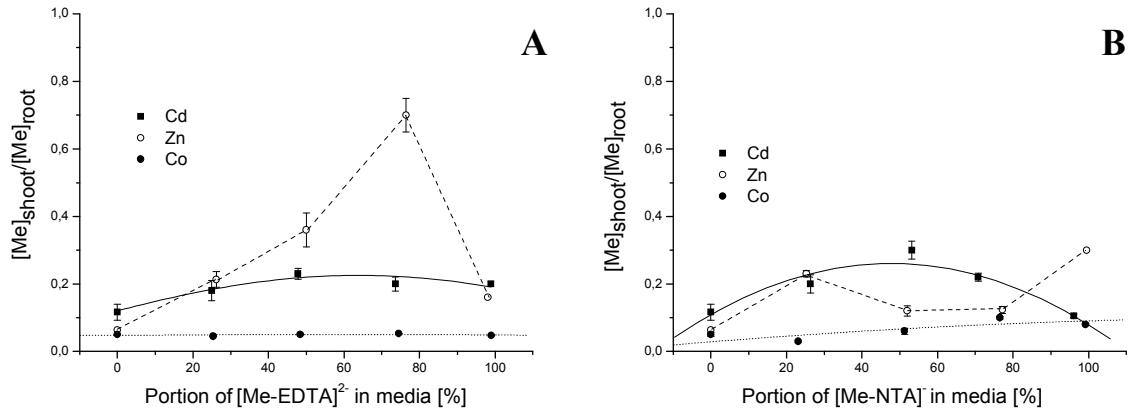 A
1,0
0,8
0,6
0,4
0,2
0,0
[Me]shoot/[Me]root
Cd
Zn
Co
0 20 40 60 80 100
Portion of [Me-EDTA]2- in media [%]
B
1,0
0,8
0,6
0,4
0,2
0,0
[Me]shoot/[Me]root
Cd
Zn
Co
0 20 40 60 80 100
Portion of [Me-NTA]- in media [%]